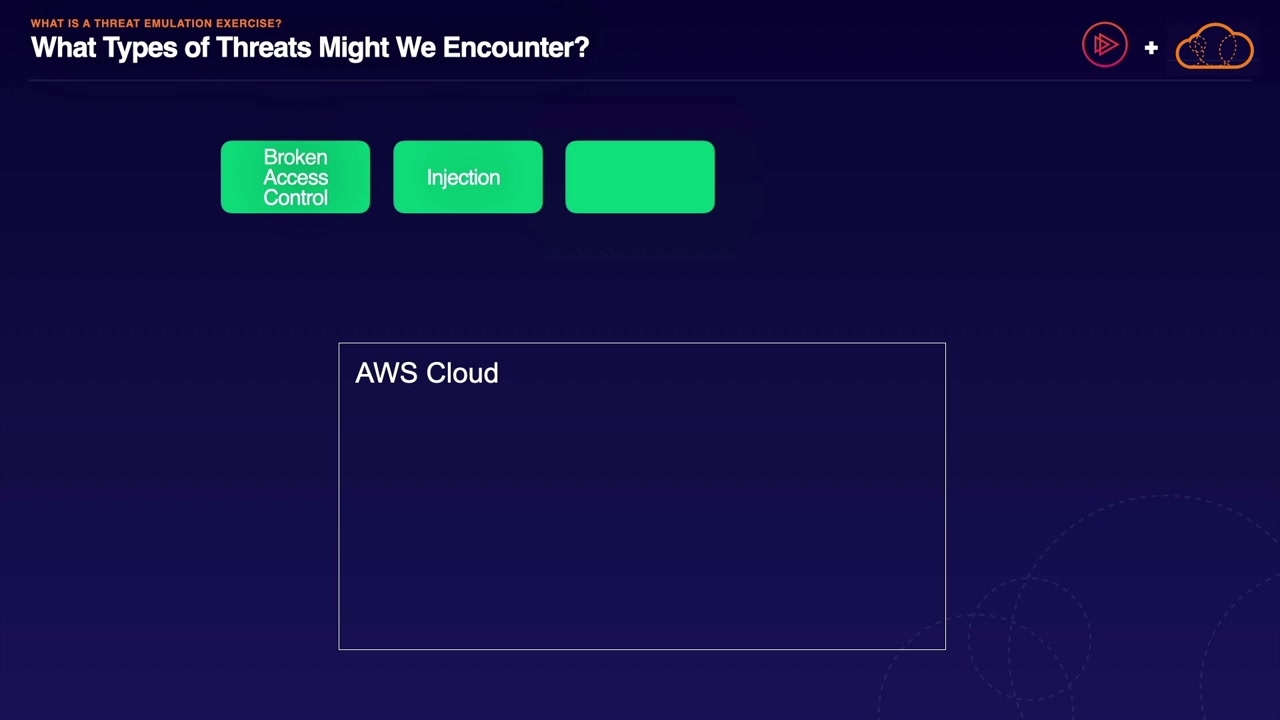 WHAT IS A THREAT EMULATION EXERCISE?
What Types of Threats Might We Encounter?
+
Broken
Access
Control
Injection
AWS Cloud